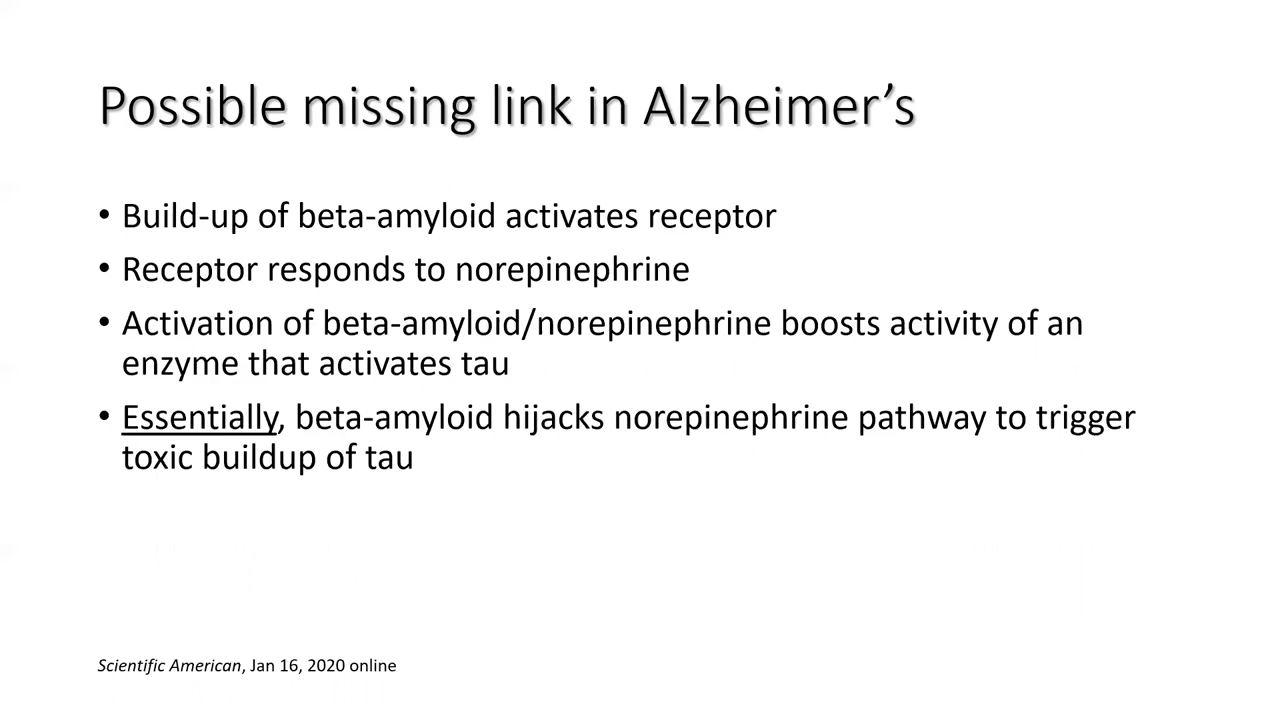 Possible missing link in Alzheimer’s
• Build-up of beta-amyloid activates receptor
• Receptor responds to norepinephrine
• Activation of beta-amyloid/norepinephrine boosts activity of an
enzyme that activates tau
• Essentially, beta-amyloid hijacks norepinephrine pathway to trigger
toxic buildup of tau
Scientific American, Jan 16, 2020 online